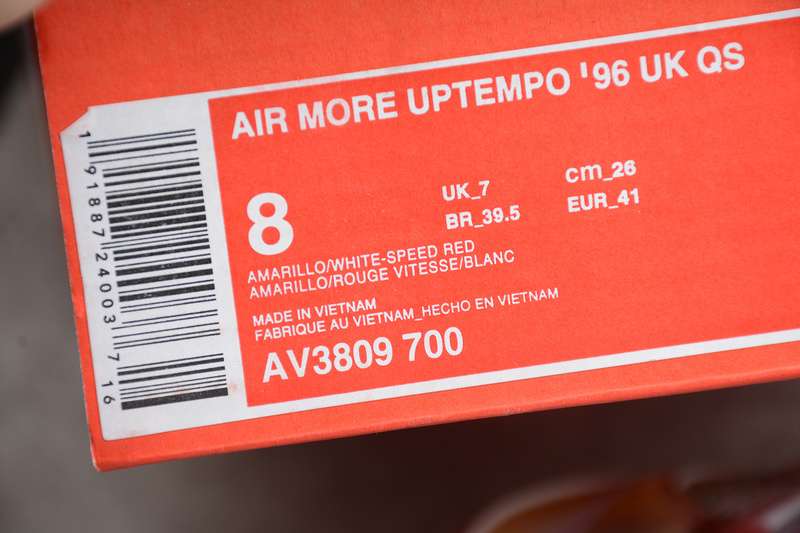 AIR MORE UPTEMPO '96 UK QS
8
UK_7
cm_26
BR_39.5
EUR_41
AMARILLO/WHITE-SPEED RED
AMARILLO/ROUGE VITESSE/BLANC
MADE IN VIETNAM
FABRIQUE AU VIETNAM_HECHO EN VIETNAM
AV3809 700
1 91887 24003 7 16